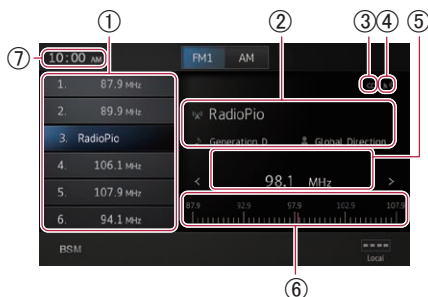 ① ② ③ ④ ⑤
⑦ 10:00 AM FM1 AM
1. 87.9 MHz
2. 89.9 MHz RadioPio
3. RadioPio Generation D Global Direction
4. 106.1 MHz
98.1 MHz
5. 107.9 MHz
87.9 92.9 97.9 102.9 107.9
6. 94.1 MHz
BSM
Local
⑥